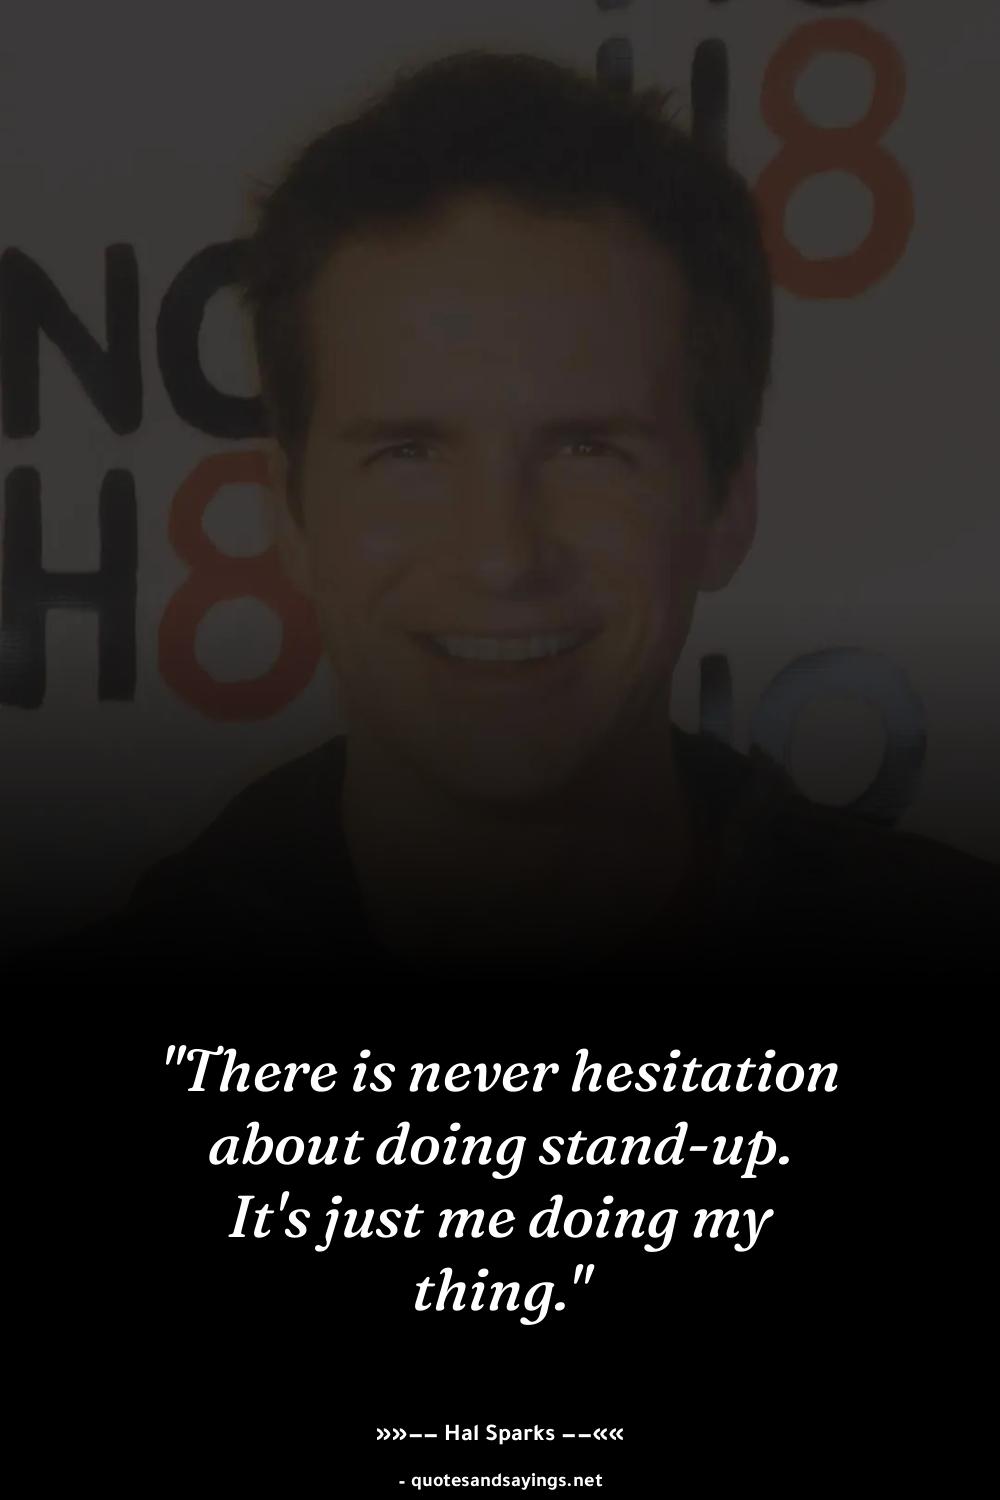 H8
NO
H8
NO
"There is never hesitation
about doing stand-up.
It's just me doing my
thing."
»»−− Hal Sparks −−««
- quotesandsayings.net